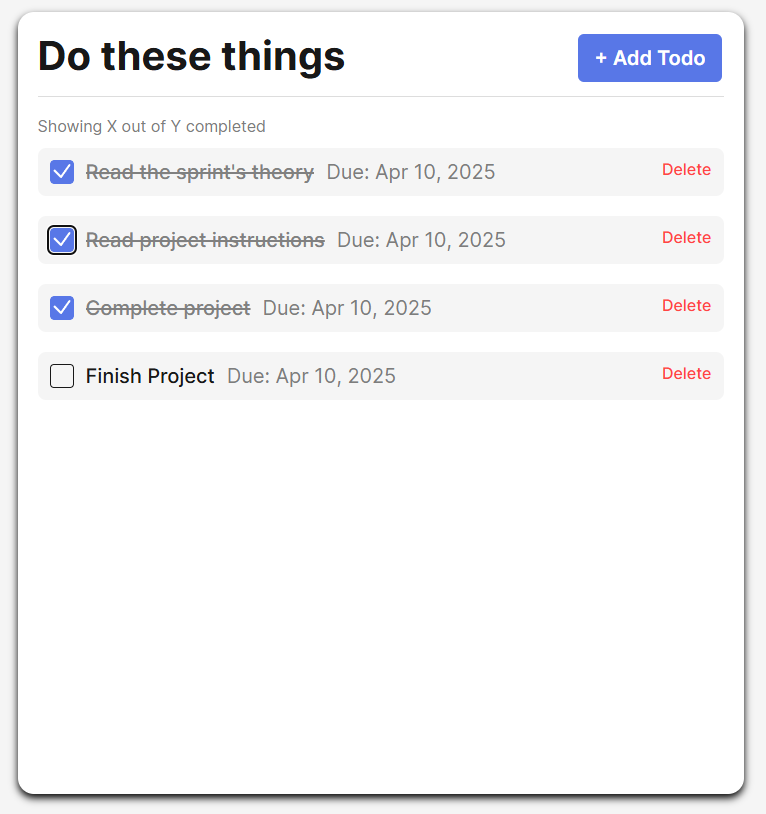 Do these things
+ Add Todo
Showing X out of Y completed
Read the sprint's theory Due: Apr 10, 2025 Delete
Read project instructions Due: Apr 10, 2025 Delete
Complete project Due: Apr 10, 2025 Delete
Finish Project Due: Apr 10, 2025 Delete